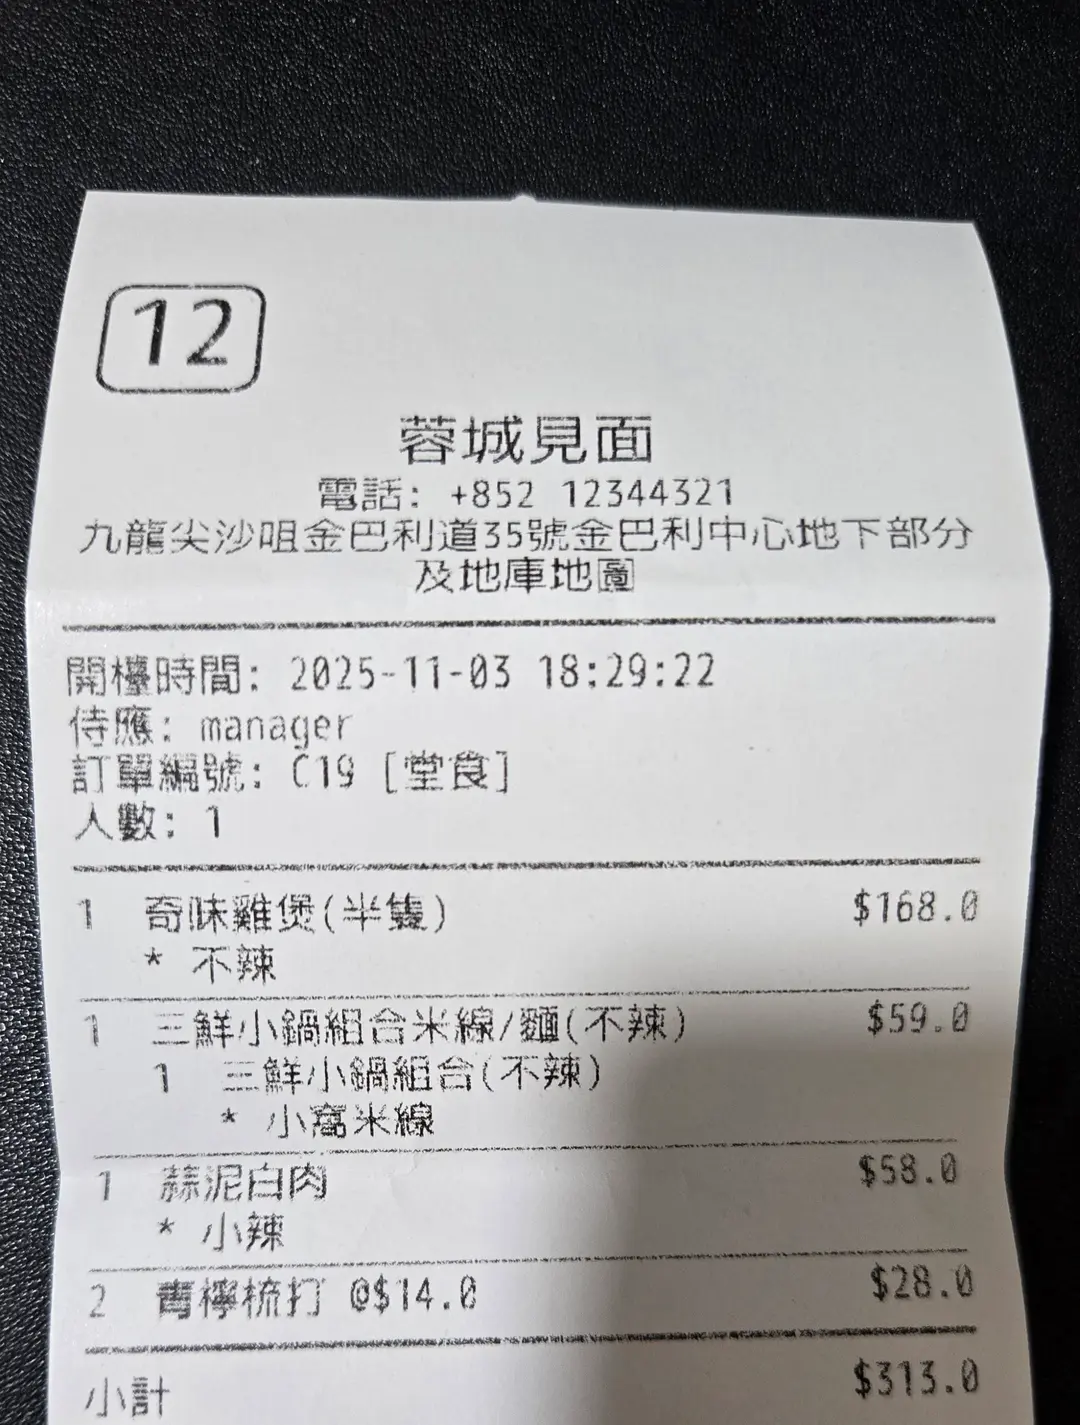 12
蓉城見面
電話: +852 12344321
九龍尖沙咀金巴利道35號金巴利中心地下部分
及地庫地圖
開檯時間: 2025-11-03 18:29:22
侍應: manager
訂單編號: C19 [堂食]
人數: 1
1 奇味雞煲(半隻) $168.0
* 不辣
1 三鮮小鍋組合米線/麵(不辣) $59.0
1 三鮮小鍋組合(不辣)
* 小窩米線
1 蒜泥白肉 $58.0
* 小辣
2 青檸梳打 @$14.0 $28.0
小計 $313.0